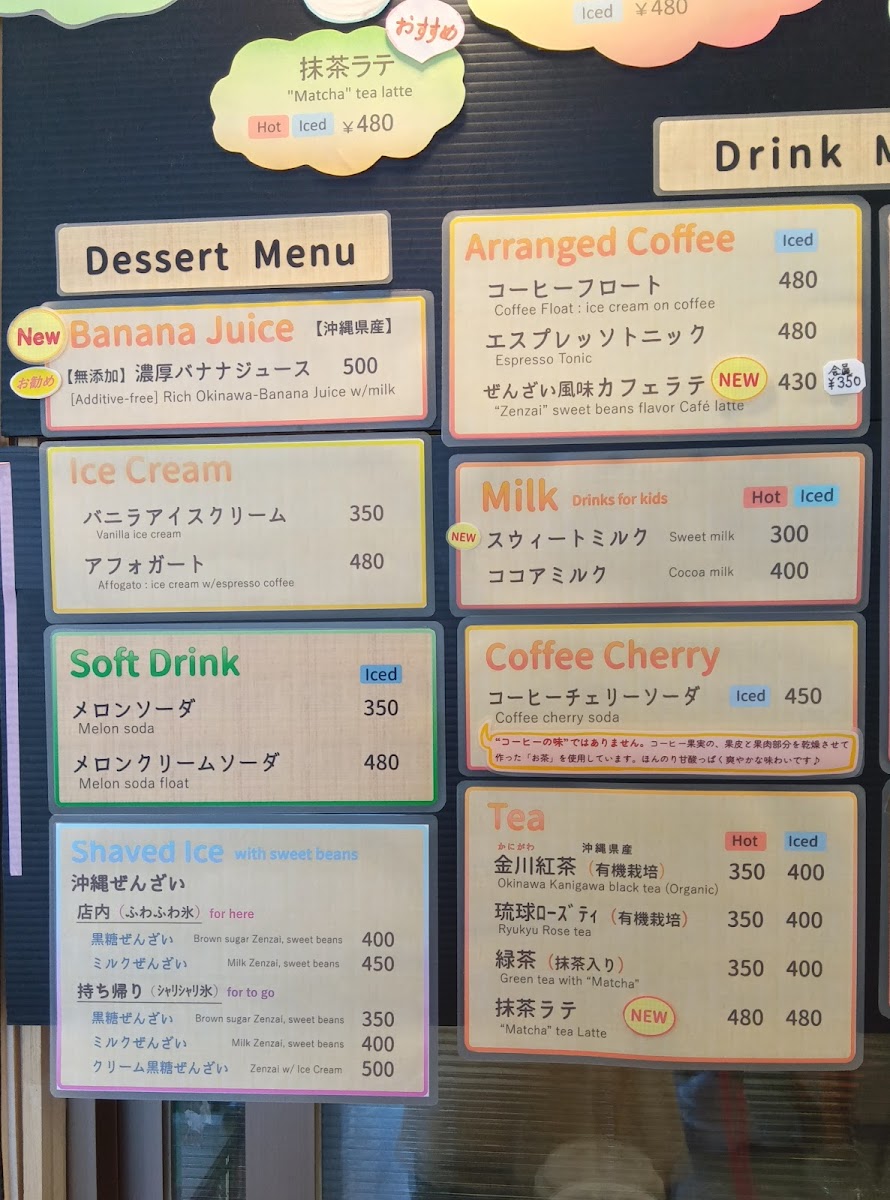 Iced ¥480
おすすめ
抹茶ラテ
"Matcha" tea latte
Hot Iced ¥480
Dessert Menu
New Banana Juice 【沖縄県産】
お勧め 【無添加】濃厚バナナジュース 500
[Additive-free] Rich Okinawa-Banana Juice w/milk
Ice Cream
バニラアイスクリーム 350
Vanilla ice cream
アフォガート 480
Affogato : ice cream w/espresso coffee
Soft Drink Iced
メロンソーダ 350
Melon soda
メロンクリームソーダ 480
Melon soda float
Shaved Ice with sweet beans
沖縄ぜんざい
店内（ふわふわ氷） for here
黒糖ぜんざい Brown sugar Zenzai, sweet beans 400
ミルクぜんざい Milk Zenzai, sweet beans 450
持ち帰り（ｼｬﾘｼｬﾘ氷） for to go
黒糖ぜんざい Brown sugar Zenzai, sweet beans 350
ミルクぜんざい Milk Zenzai, sweet beans 400
クリーム黒糖ぜんざい Zenzai w/ Ice Cream 500
Drink
Arranged Coffee Iced
コーヒーフロート 480
Coffee Float : ice cream on coffee
エスプレッソトニック 480
Espresso Tonic
ぜんざい風味カフェラテ NEW 430 会員 ¥350
"Zenzai" sweet beans flavor Café latte
Milk Drinks for kids Hot Iced
NEW スウィートミルク Sweet milk 300
ココアミルク Cocoa milk 400
Coffee Cherry
コーヒーチェリーソーダ Iced 450
Coffee cherry soda
"コーヒーの味"ではありません。コーヒー果実の、果皮と果肉部分を乾燥させて
作った「お茶」を使用しています。ほんのり甘酸っぱく爽やかな味わいです♪
Tea Hot Iced
かにがわ 沖縄県産
金川紅茶（有機栽培） 350 400
Okinawa Kanigawa black tea (Organic)
琉球ﾛｰｽﾞﾃｨ（有機栽培） 350 400
Ryukyu Rose tea
緑茶（抹茶入り） 350 400
Green tea with "Matcha"
抹茶ラテ NEW 480 480
"Matcha" tea Latte